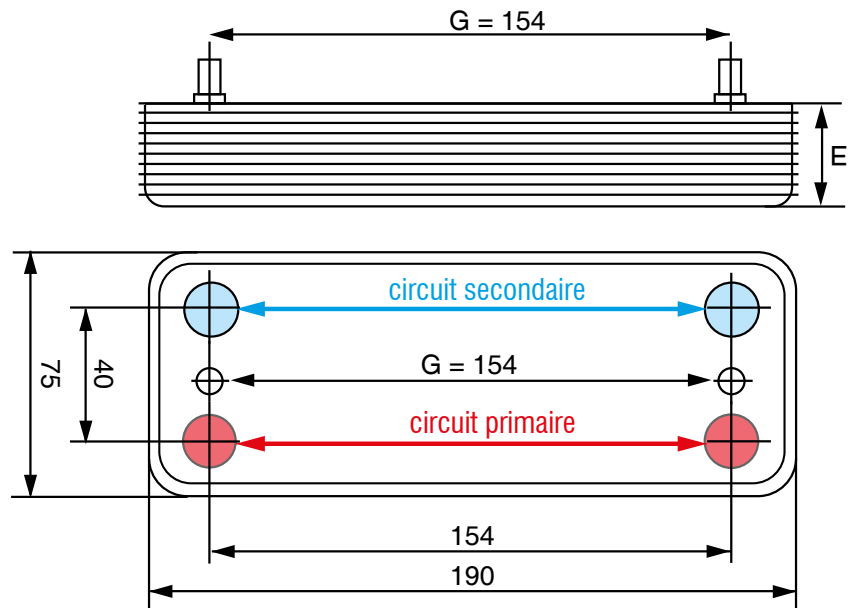 G = 154
E
circuit secondaire
75
40
G = 154
circuit primaire
154
190